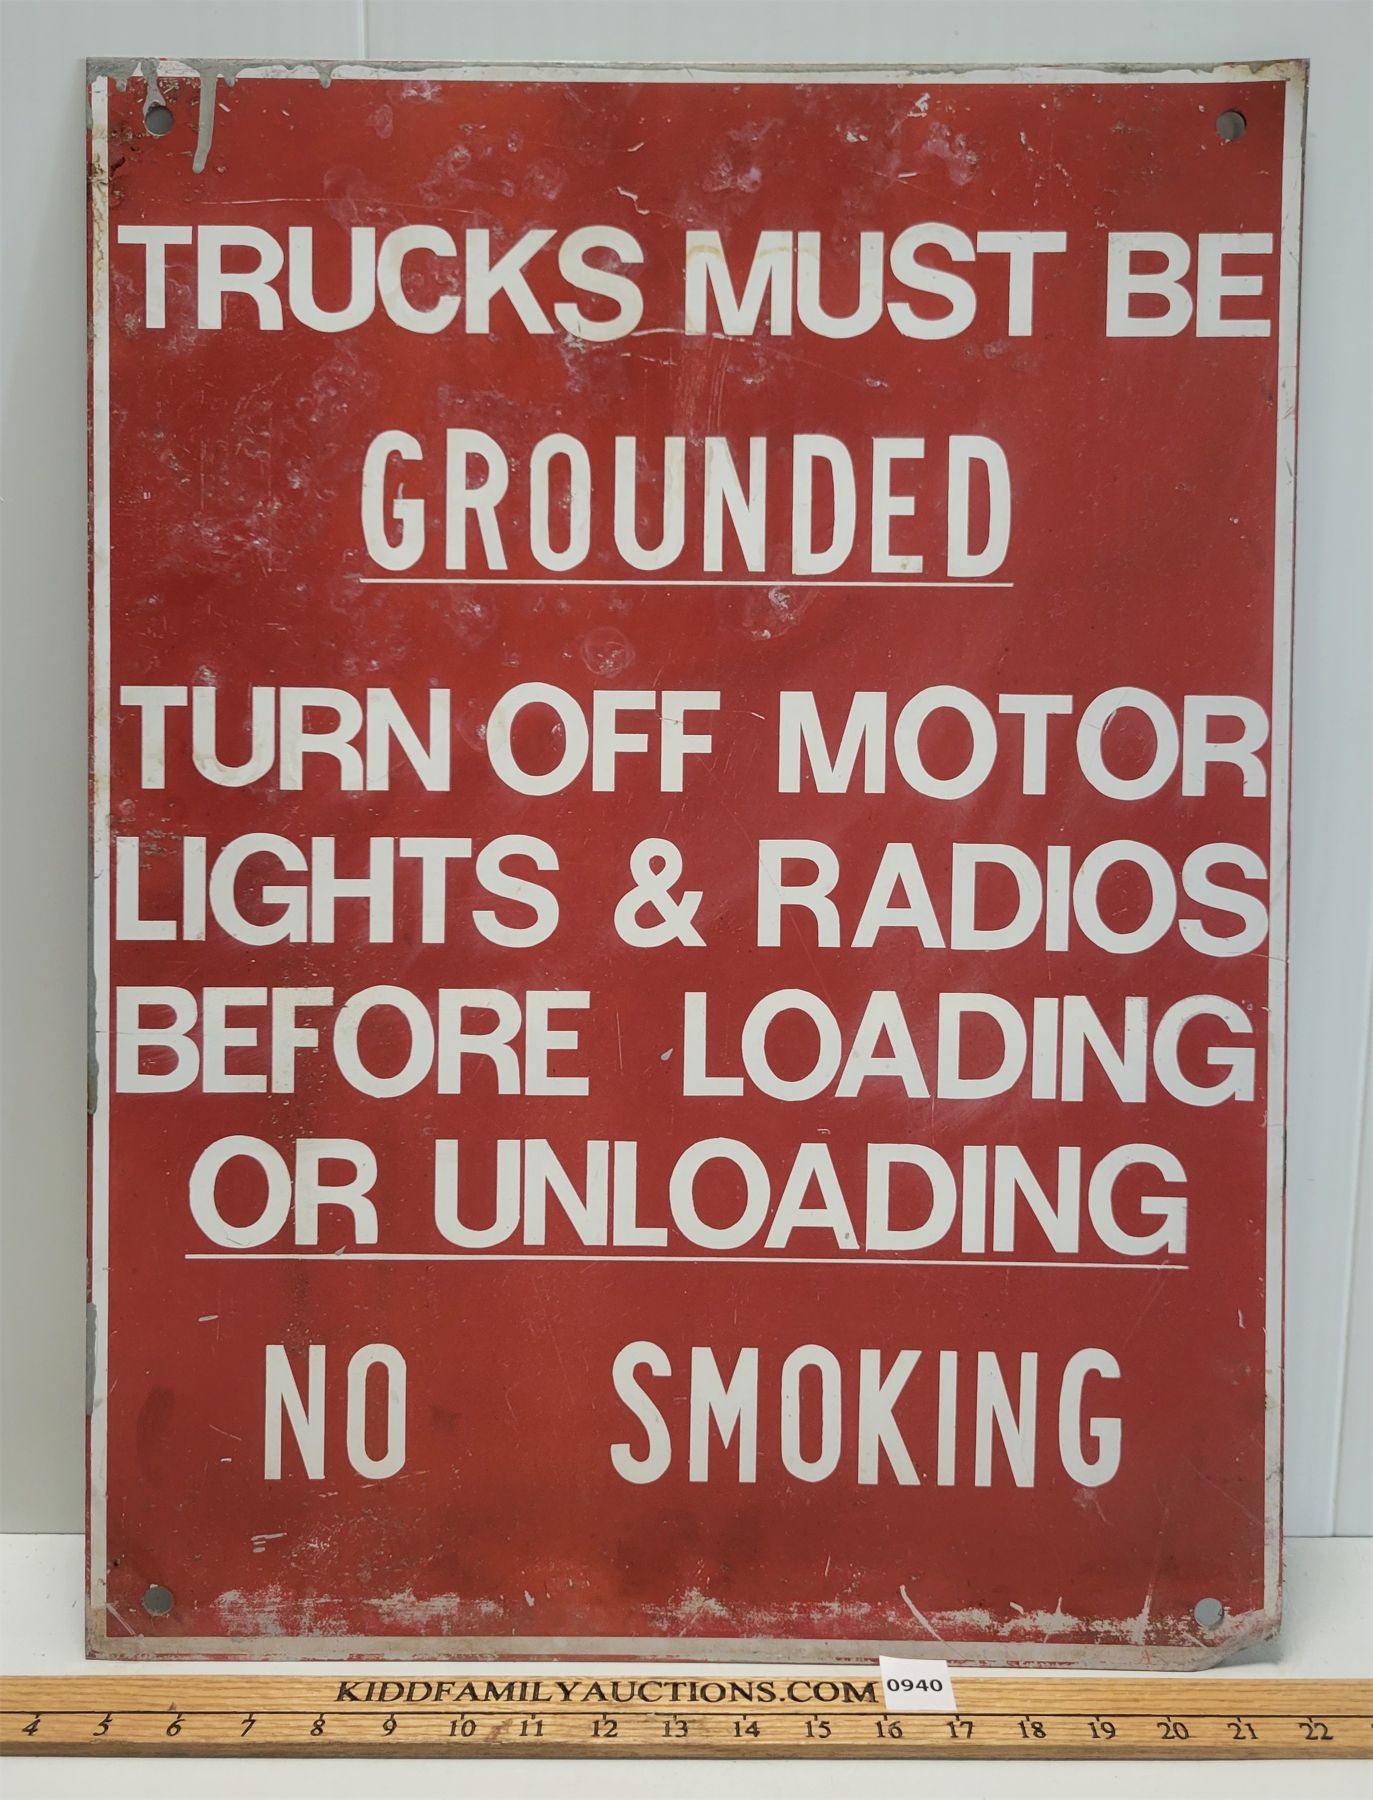 TRUCKS MUST BE
GROUNDED
TURN OFF MOTOR
LIGHTS & RADIOS
BEFORE LOADING
OR UNLOADING
NO SMOKING
KIDDFAMILYAUCTIONS.COM
0940
4 5 6 7 8 9 10 11 12 13 14 15 16 17 18 19 20 21 22